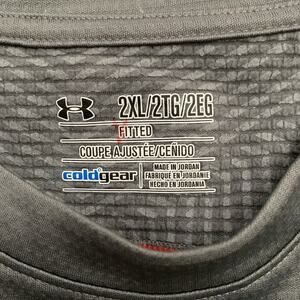 2XL/2TG/2EG
FITTED
COUPE AJUSTÉE/CEÑIDO
coldgear
MADE IN JORDAN
FABRIQUÉ EN JORDANIE
HECHO EN JORDANIA